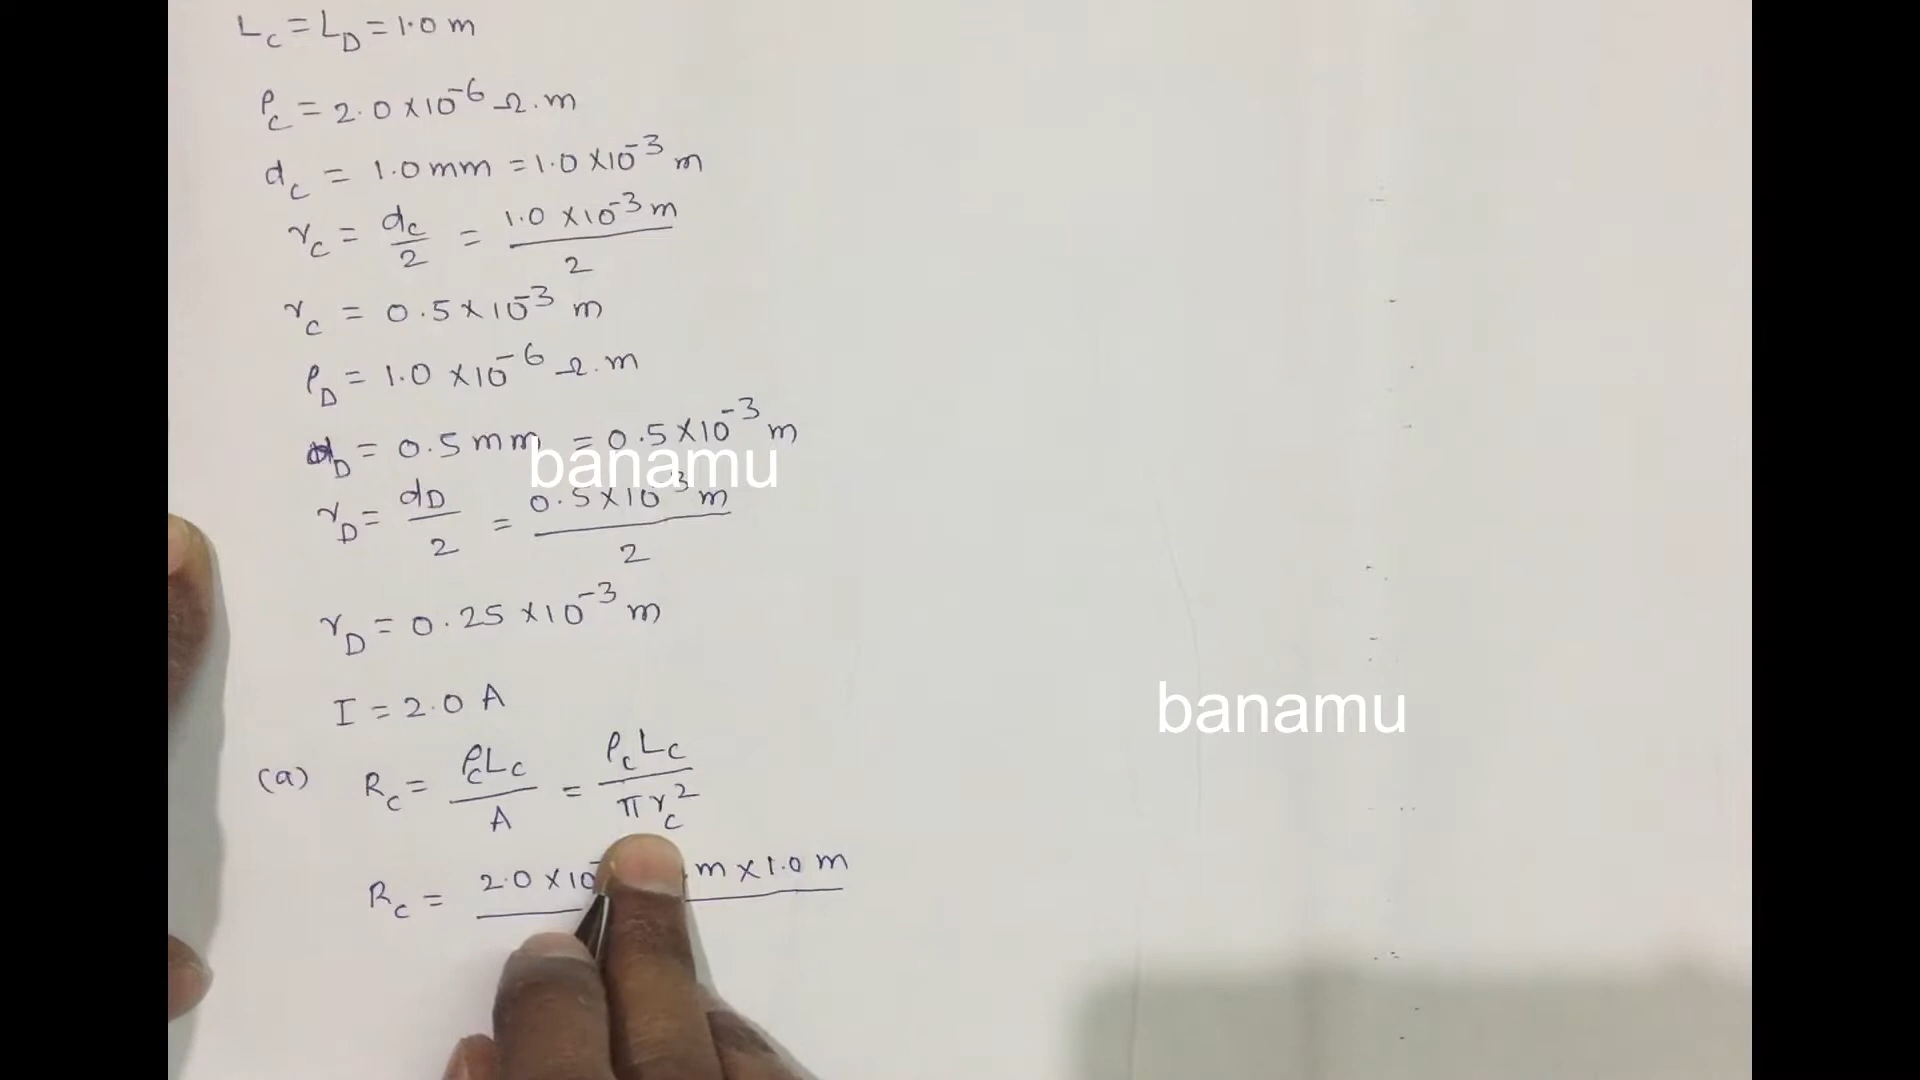 L_C = L_D = 1.0 m
ρ_C = 2.0 × 10⁻⁶ Ω.m
d_C = 1.0 mm = 1.0 × 10⁻³ m
r_C = d_C/2 = 1.0 × 10⁻³ m / 2
r_C = 0.5 × 10⁻³ m
ρ_D = 1.0 × 10⁻⁶ Ω.m
d_D = 0.5 mm = 0.5 × 10⁻³ m
banamu
r_D = d_D/2 = 0.5 × 10⁻³ m / 2
r_D = 0.25 × 10⁻³ m
I = 2.0 A
banamu
(a) R_C = ρ_C L_C / A = ρ_C L_C / π r_C²
R_C = 2.0 × 10 m × 1.0 m